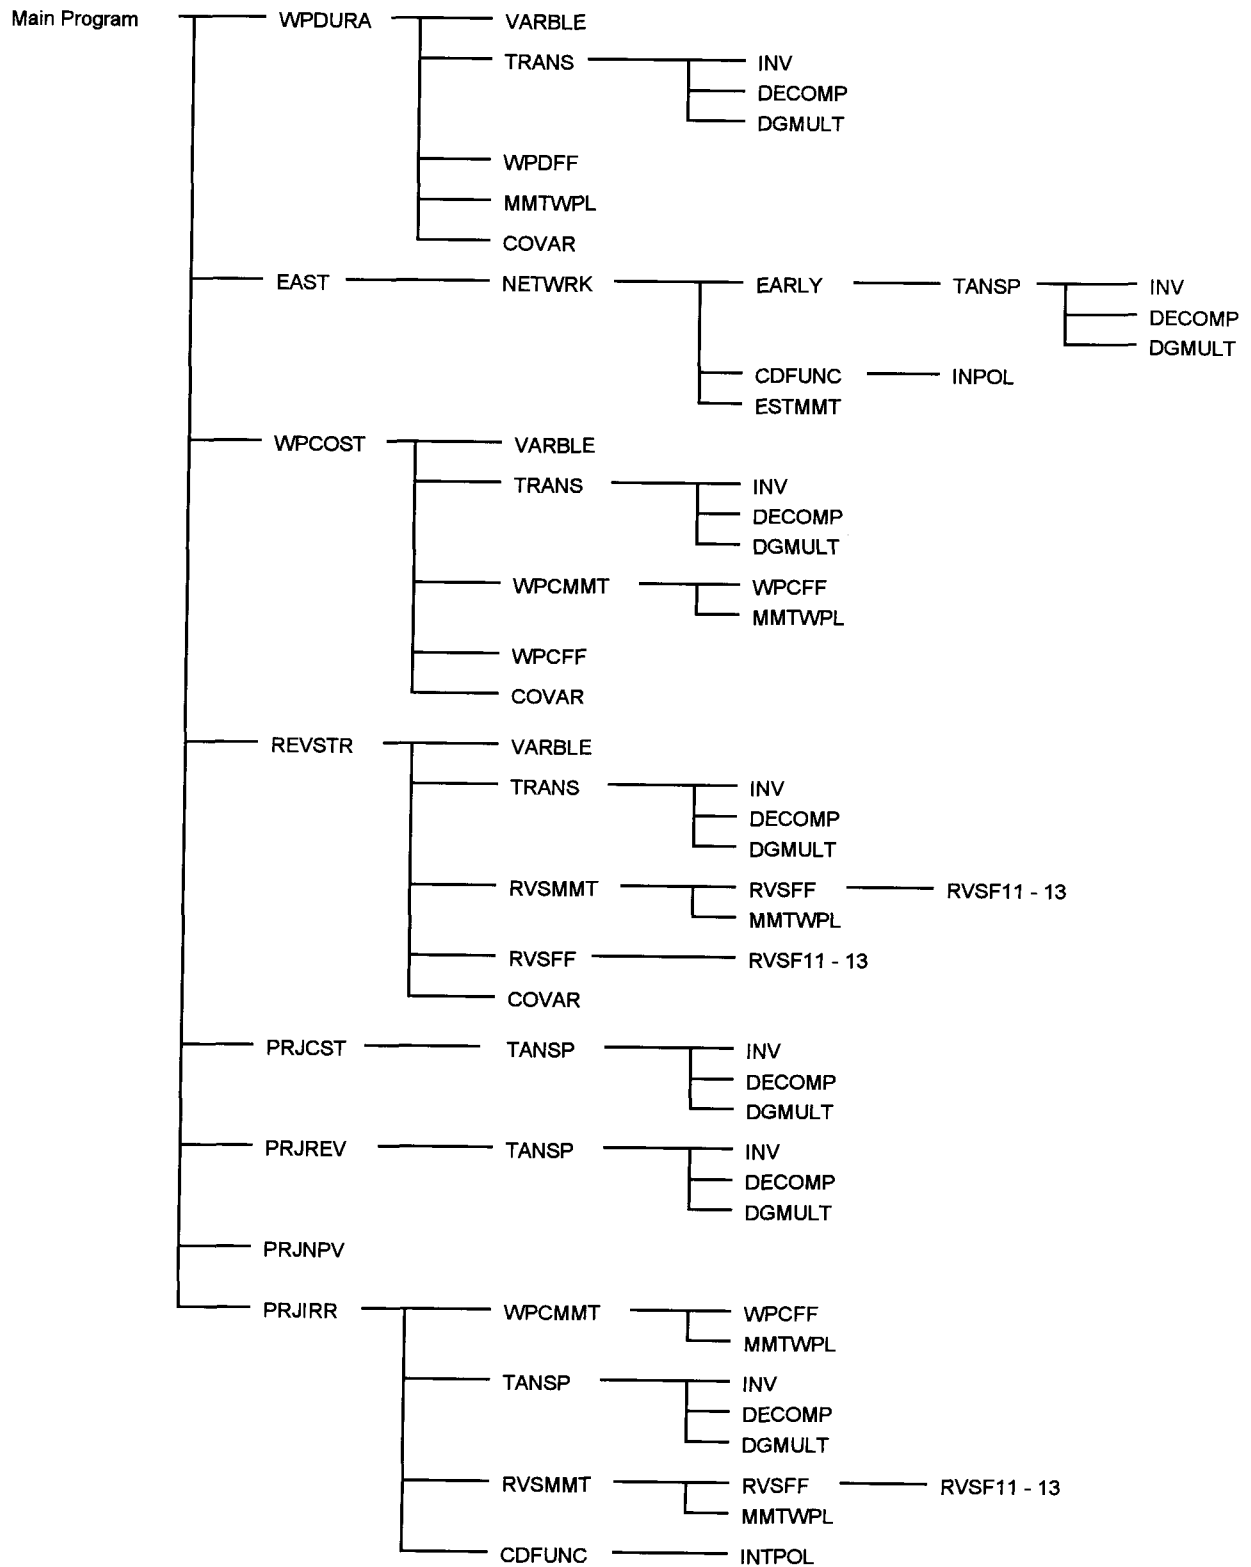 Main Program WPDURA VARBLE
TRANS INV
DECOMP
DGMULT
WPDFF
MMTWPL
COVAR
EAST NETWRK EARLY TANSP INV
DECOMP
DGMULT
CDFUNC INPOL
ESTMMT
WPCOST VARBLE
TRANS INV
DECOMP
DGMULT
WPCMMT WPCFF
MMTWPL
WPCFF
COVAR
REVSTR VARBLE
TRANS INV
DECOMP
DGMULT
RVSMMT RVSFF RVSF11 - 13
MMTWPL
RVSFF RVSF11 - 13
COVAR
PRJCST TANSP INV
DECOMP
DGMULT
PRJREV TANSP INV
DECOMP
DGMULT
PRJNPV
PRJIRR WPCMMT WPCFF
MMTWPL
TANSP INV
DECOMP
DGMULT
RVSMMT RVSFF RVSF11 - 13
MMTWPL
CDFUNC INTPOL